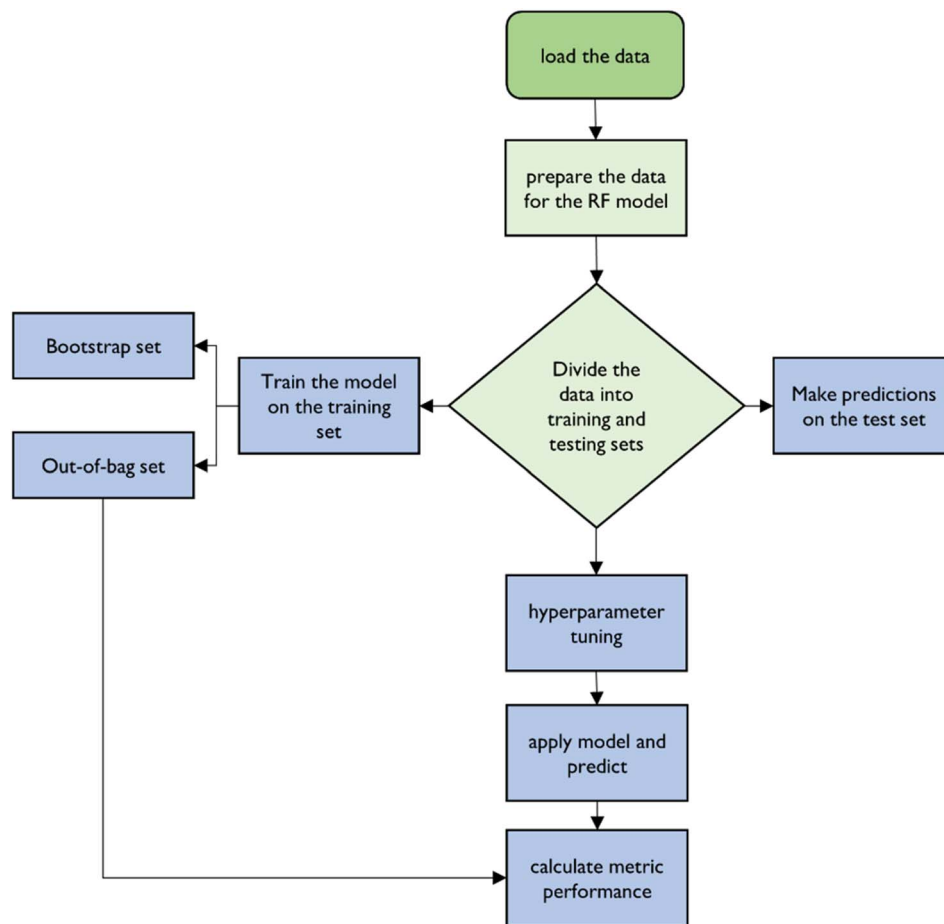 load the data
prepare the data
for the RF model
Bootstrap set
Out-of-bag set
Train the model
on the training
set
Divide the
data into
training and
testing sets
Make predictions
on the test set
hyperparameter
tuning
apply model and
predict
calculate metric
performance